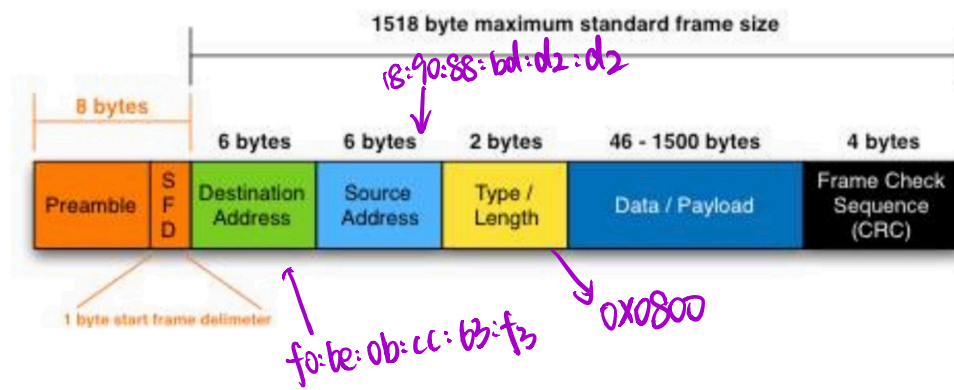 1518 byte maximum standard frame size
18:90:88:bd:d2:d2
8 bytes
6 bytes
6 bytes
2 bytes
46 - 1500 bytes
4 bytes
Preamble
S
F
D
Destination
Address
Source
Address
Type /
Length
Data / Payload
Frame Check
Sequence
(CRC)
1 byte start frame delimeter
f0:be:0b:cc:63:f3
0X0800